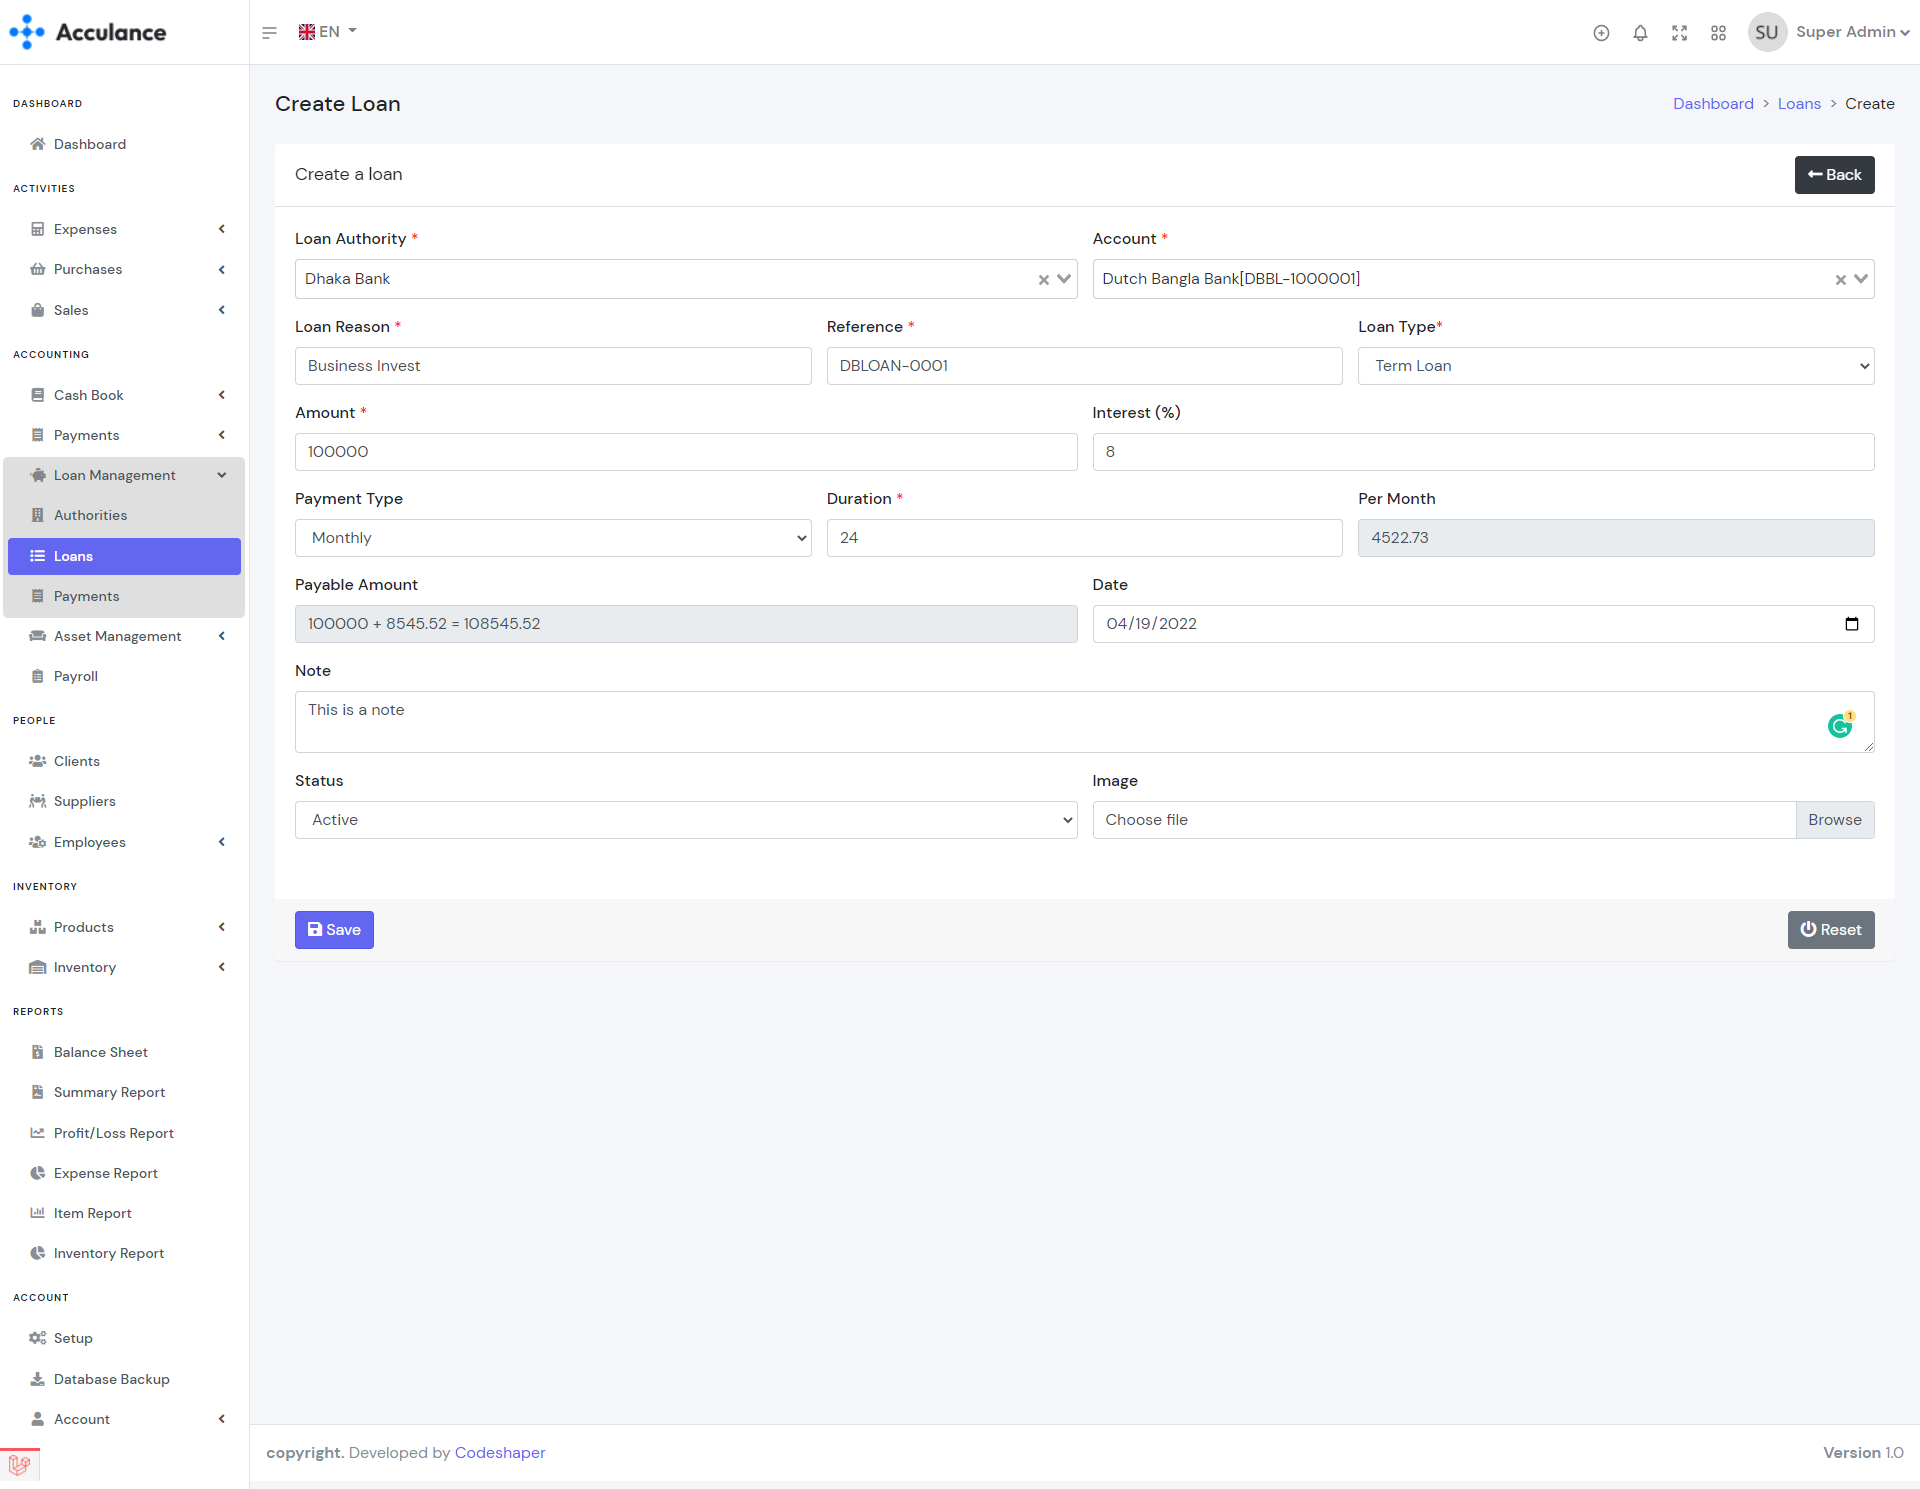 Acculance
EN
SU
Super Admin
DASHBOARD
Dashboard
ACTIVITIES
Expenses
Purchases
Sales
ACCOUNTING
Cash Book
Payments
Loan Management
Authorities
Loans
Payments
Asset Management
Payroll
PEOPLE
Clients
Suppliers
Employees
INVENTORY
Products
Inventory
REPORTS
Balance Sheet
Summary Report
Profit/Loss Report
Expense Report
Item Report
Inventory Report
ACCOUNT
Setup
Database Backup
Account
Create Loan
Dashboard > Loans > Create
Create a loan
Back
Loan Authority *
Account *
Dhaka Bank
Dutch Bangla Bank[DBBL-1000001]
Loan Reason *
Reference *
Loan Type*
Business Invest
DBLOAN-0001
Term Loan
Amount *
Interest (%)
100000
8
Payment Type
Duration *
Per Month
Monthly
24
4522.73
Payable Amount
Date
100000 + 8545.52 = 108545.52
04/19/2022
Note
This is a note
1
Status
Image
Active
Choose file
Browse
Save
Reset
copyright. Developed by Codeshaper
Version 1.0